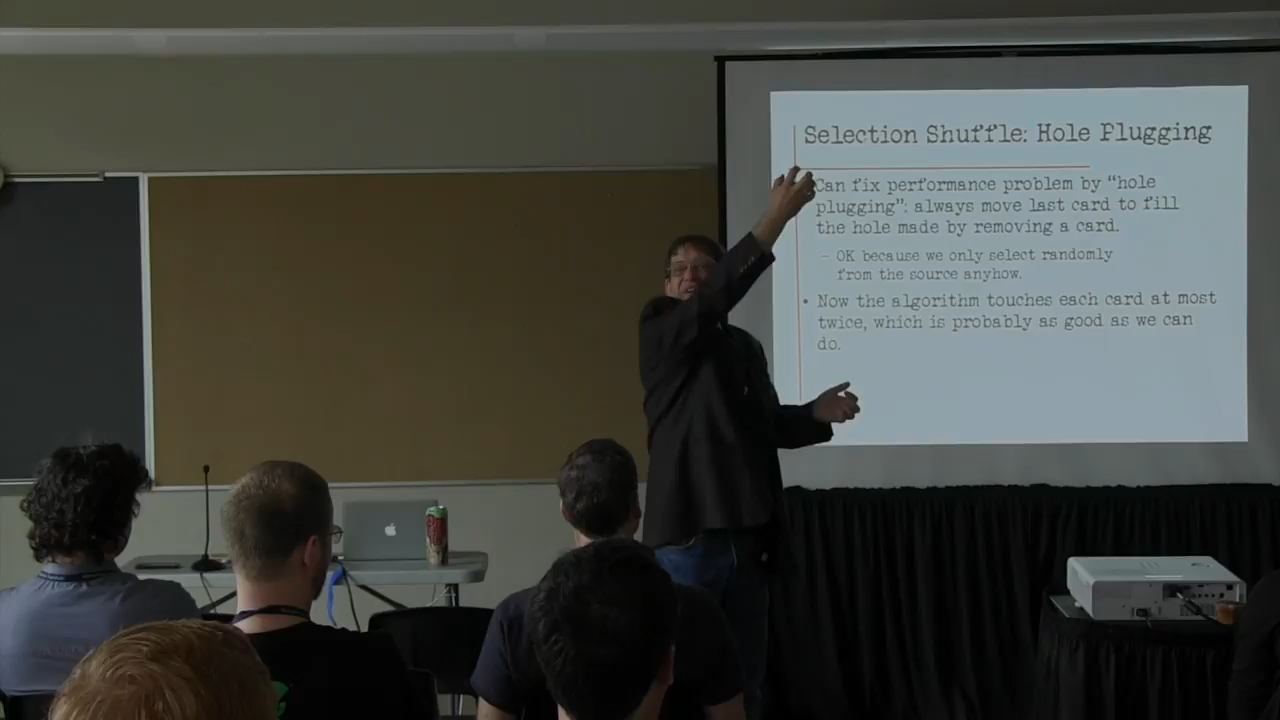 Selection Shuffle: Hole Plugging
Can fix performance problem by “hole
plugging”: always move last card to fill
the hole made by removing a card.
– OK because we only select randomly
from the source anyhow.
• Now the algorithm touches each card at most
twice, which is probably as good as we can
do.